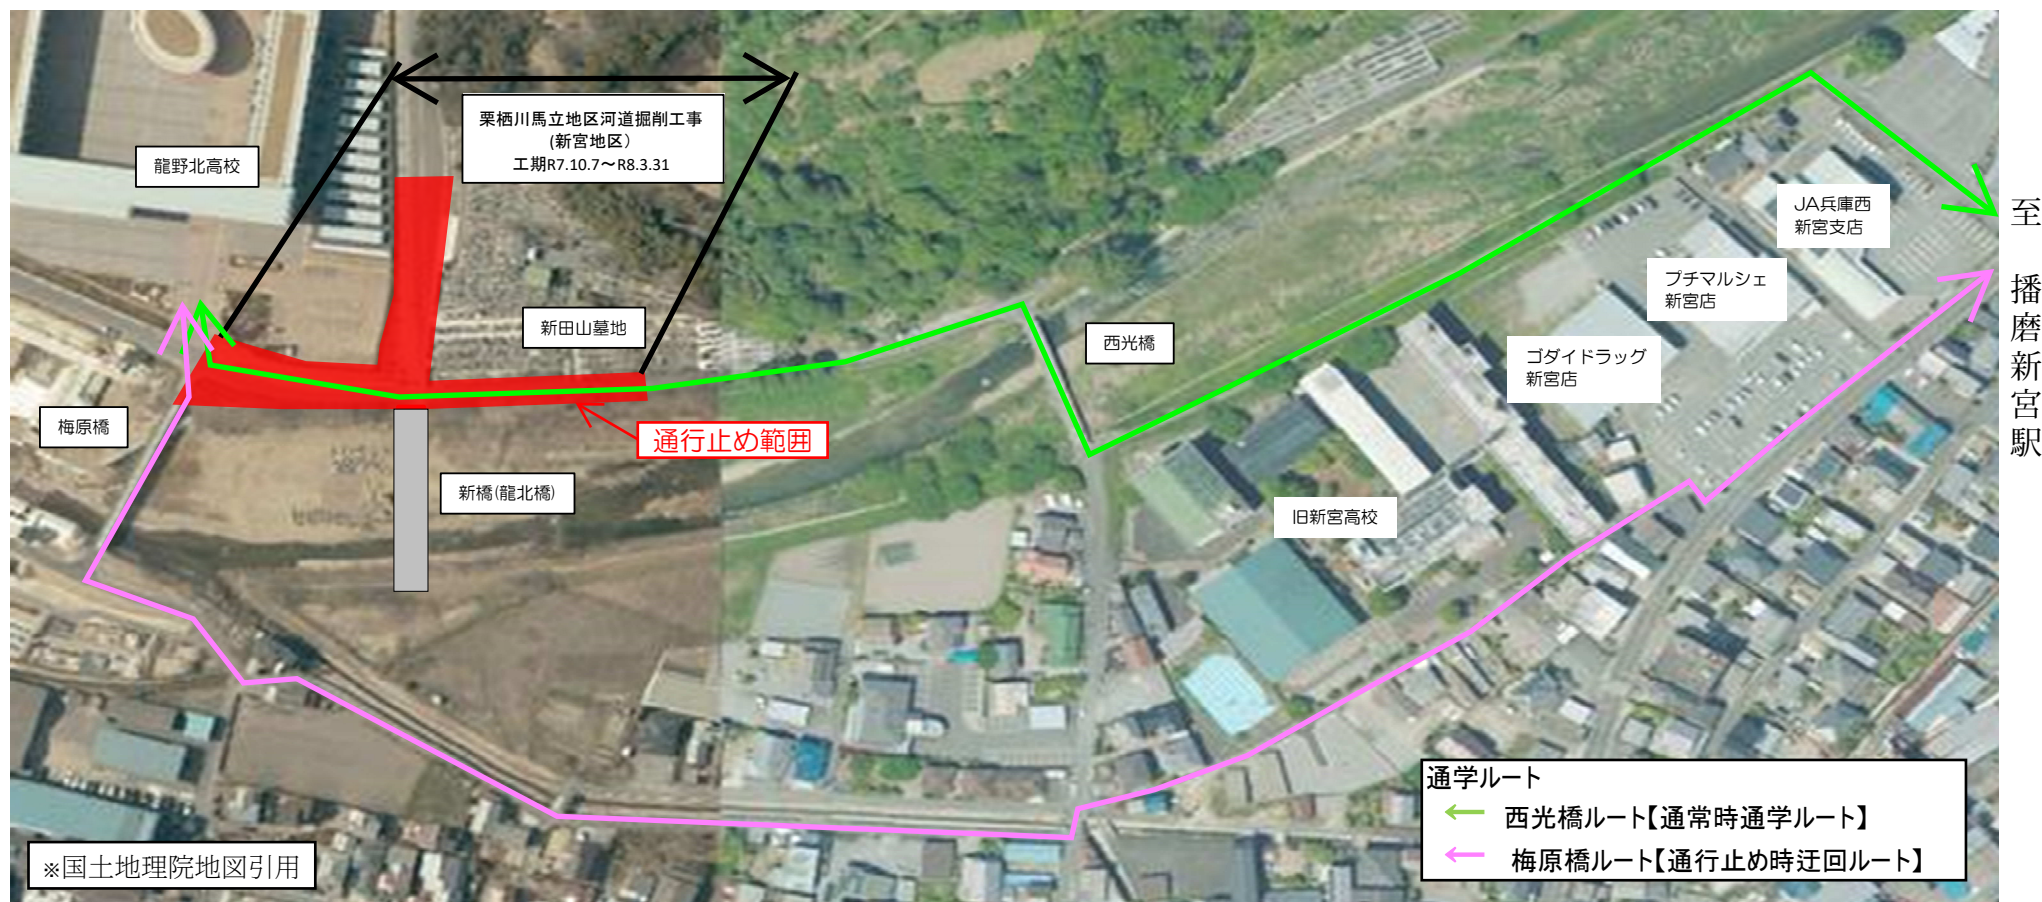 栗栖川馬立地区河道掘削工事
(新宮地区)
工期R7.10.7～R8.3.31
龍野北高校
新田山墓地
西光橋
JA兵庫西
新宮支店
プチマルシェ
新宮店
ゴダイドラッグ
新宮店
至 播磨新宮駅
梅原橋
通行止め範囲
新橋(龍北橋)
旧新宮高校
通学ルート
西光橋ルート【通常時通学ルート】
梅原橋ルート【通行止め時迂回ルート】
※国土地理院地図引用